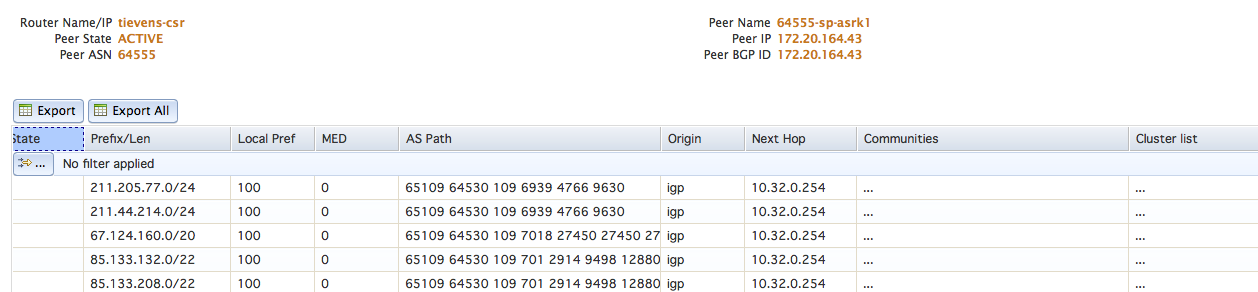 Router Name/IP tievens-csr Peer Name 64555-sp-asrk1
Peer State ACTIVE Peer IP 172.20.164.43
Peer ASN 64555 Peer BGP ID 172.20.164.43
Export Export All
State Prefix/Len Local Pref MED AS Path Origin Next Hop Communities Cluster list
... No filter applied
211.205.77.0/24 100 0 65109 64530 109 6939 4766 9630 igp 10.32.0.254 ... ...
211.44.214.0/24 100 0 65109 64530 109 6939 4766 9630 igp 10.32.0.254 ... ...
67.124.160.0/20 100 0 65109 64530 109 7018 27450 27450 27 igp 10.32.0.254 ... ...
85.133.132.0/22 100 0 65109 64530 109 701 2914 9498 12880 igp 10.32.0.254 ... ...
85.133.208.0/22 100 0 65109 64530 109 701 2914 9498 12880 igp 10.32.0.254 ... ...